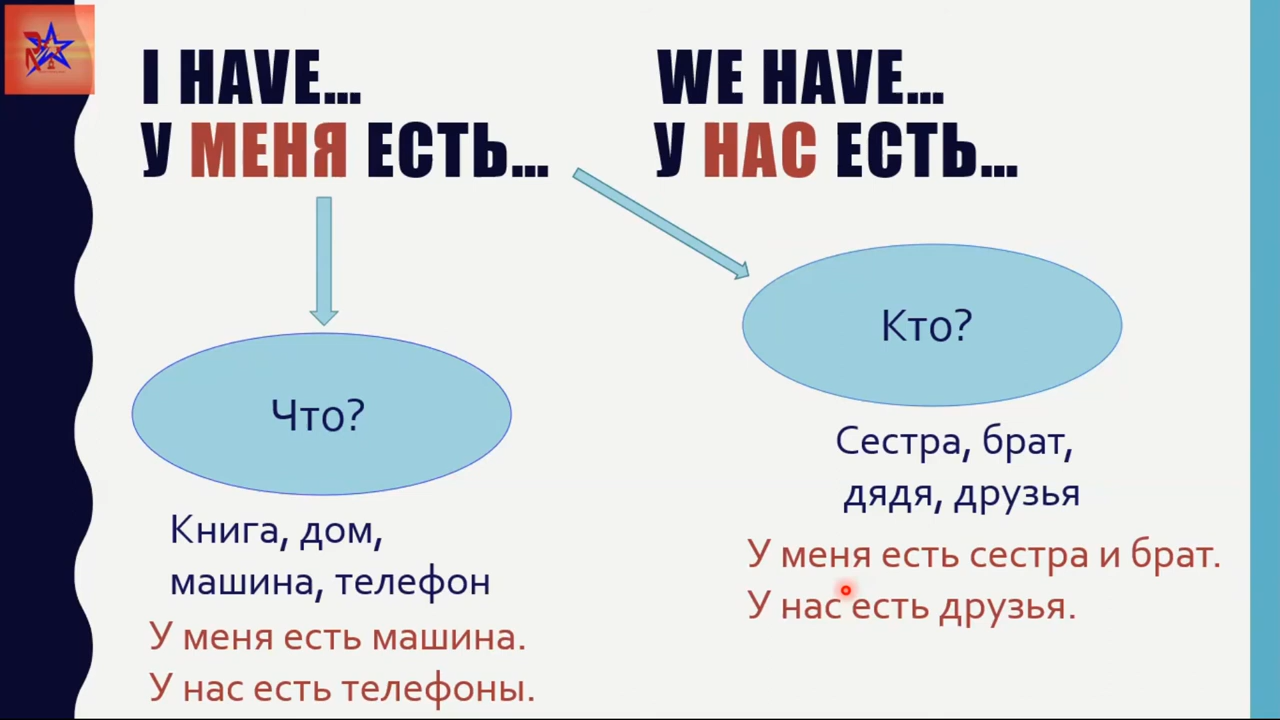 I HAVE...
У МЕНЯ ЕСТЬ...
WE HAVE...
У НАС ЕСТЬ...
Что?
Книга, дом,
машина, телефон
У меня есть машина.
У нас есть телефоны.
Кто?
Сестра, брат,
дядя, друзья
У меня есть сестра и брат.
У нас есть друзья.